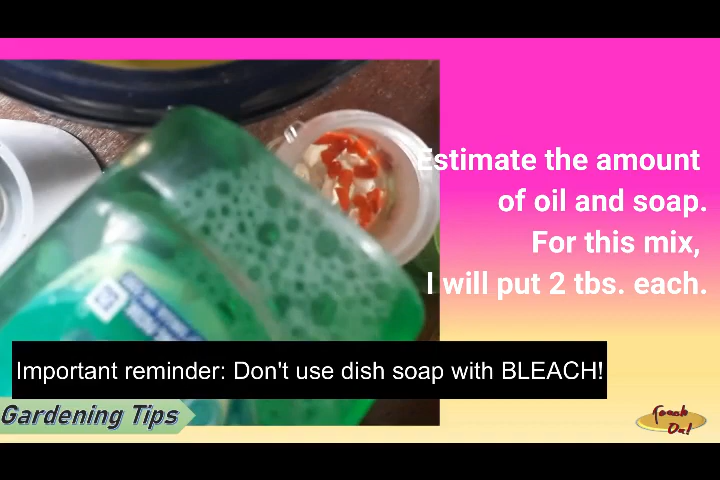 Estimate the amount
of oil and soap.
For this mix,
I will put 2 tbs. each.
Important reminder: Don't use dish soap with BLEACH!
Gardening Tips